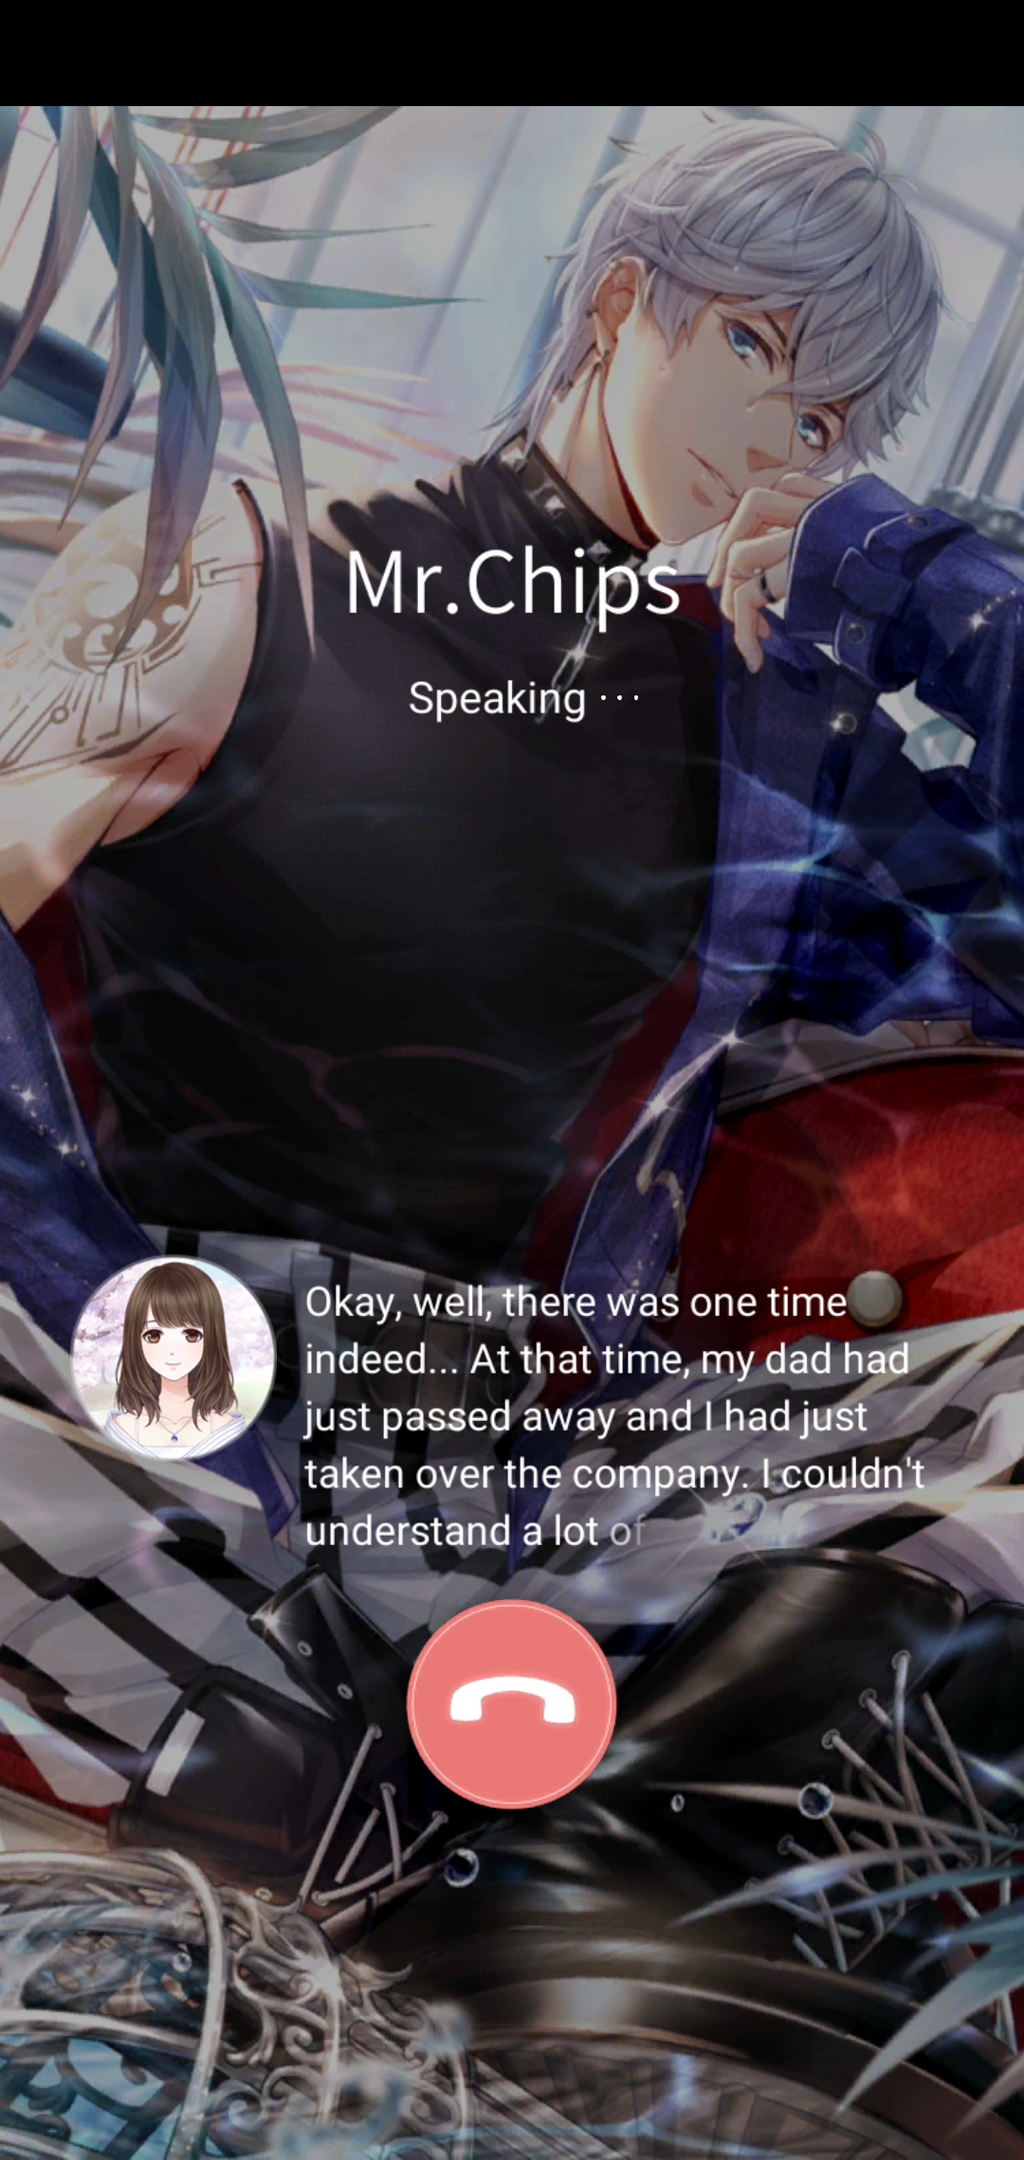 Mr.Chips
Speaking ···
Okay, well, there was one time
indeed... At that time, my dad had
just passed away and I had just
taken over the company. I couldn't
understand a lot of